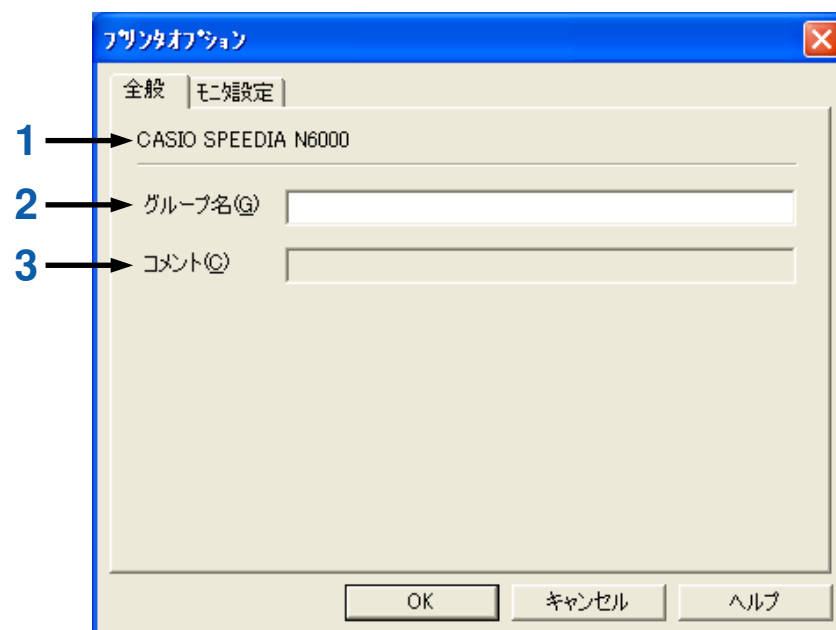 プリンタオプション
全般 モニタ設定
1 CASIO SPEEDIA N6000
2 グループ名(G)
3 コメント(C)
OK キャンセル ヘルプ